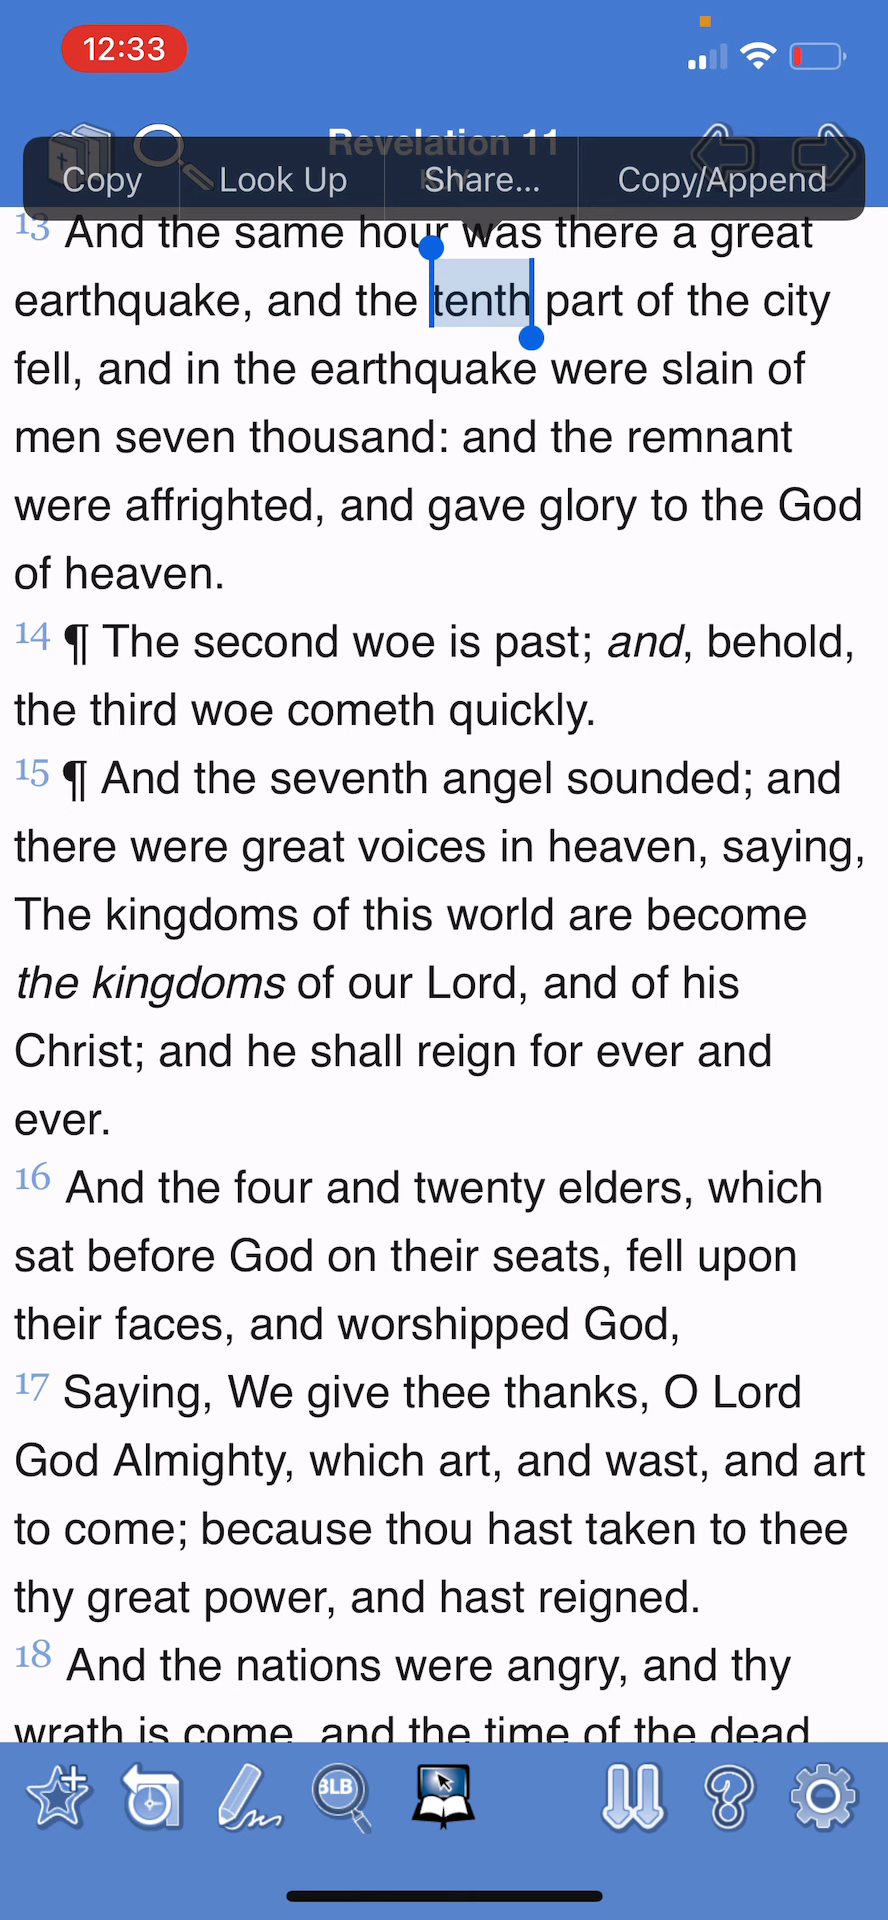 12:33
Revelation 11
Copy Look Up Share... Copy/Append
13 And the same hour was there a great
earthquake, and the tenth part of the city
fell, and in the earthquake were slain of
men seven thousand: and the remnant
were affrighted, and gave glory to the God
of heaven.
14 ¶ The second woe is past; and, behold,
the third woe cometh quickly.
15 ¶ And the seventh angel sounded; and
there were great voices in heaven, saying,
The kingdoms of this world are become
the kingdoms of our Lord, and of his
Christ; and he shall reign for ever and
ever.
16 And the four and twenty elders, which
sat before God on their seats, fell upon
their faces, and worshipped God,
17 Saying, We give thee thanks, O Lord
God Almighty, which art, and wast, and art
to come; because thou hast taken to thee
thy great power, and hast reigned.
18 And the nations were angry, and thy
wrath is come, and the time of the dead
BLB